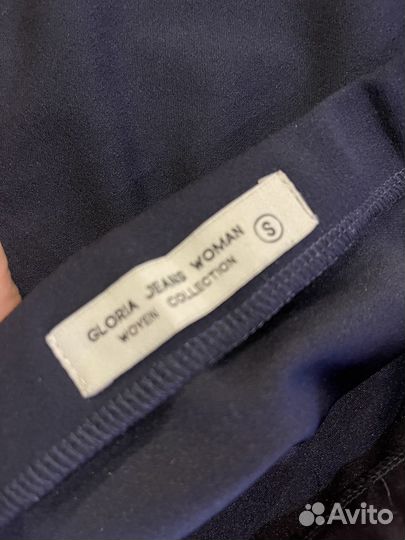 GLORIA JEANS WOMAN
WOVEN COLLECTION
S
Avito